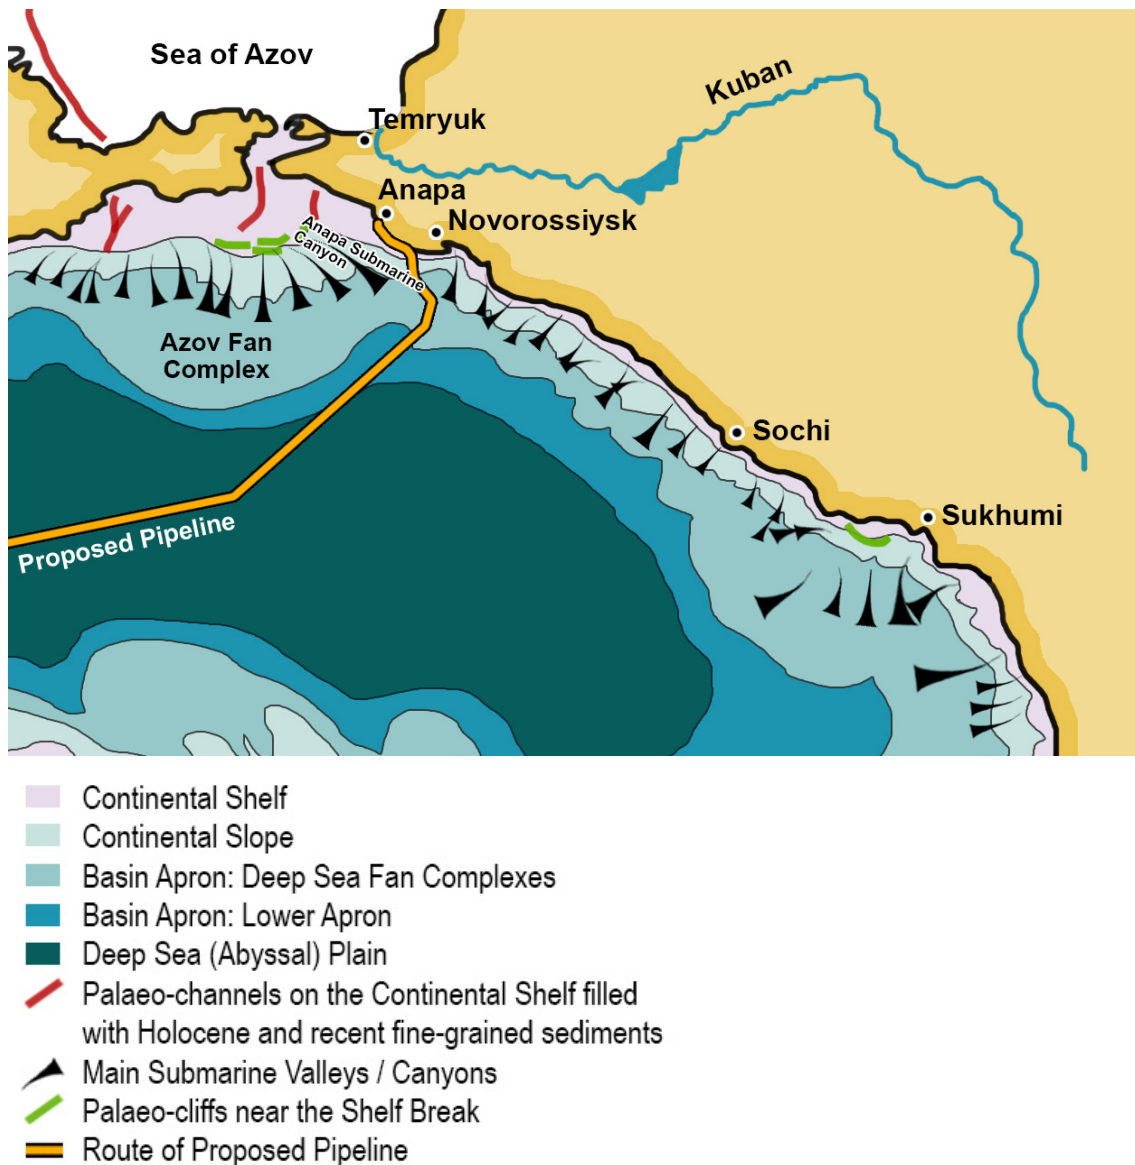 Sea of Azov
Kuban
Temryuk
Anapa
Novorossiysk
Anapa Submarine
Canyon
Azov Fan
Complex
Sochi
Sukhumi
Proposed Pipeline
Continental Shelf
Continental Slope
Basin Apron: Deep Sea Fan Complexes
Basin Apron: Lower Apron
Deep Sea (Abyssal) Plain
Palaeo-channels on the Continental Shelf filled
with Holocene and recent fine-grained sediments
Main Submarine Valleys / Canyons
Palaeo-cliffs near the Shelf Break
Route of Proposed Pipeline